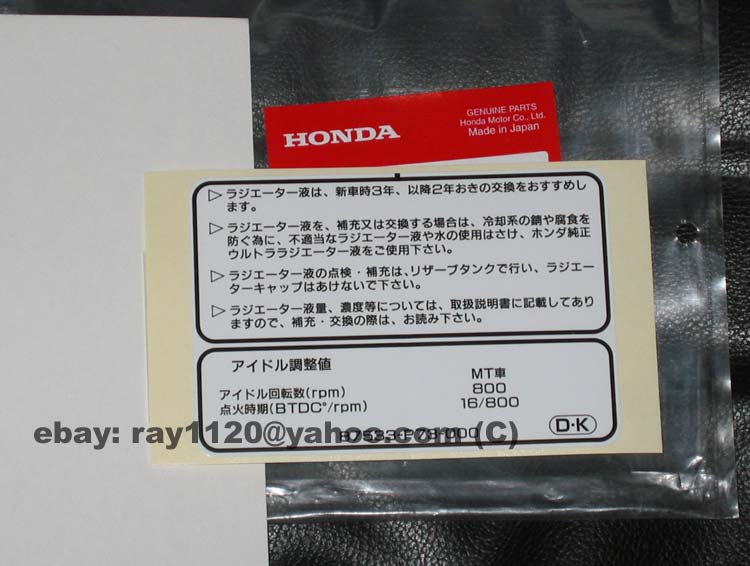 GENUINE PARTS
Honda Motor Co., Ltd.
Made in Japan
HONDA
▷ ラジエーター液は、新車時3年、以降2年おきの交換をおすすめし
ます。
▷ ラジエーター液を、補充又は交換する場合は、冷却系の錆や腐食を
防ぐ為に、不適当なラジエーター液や水の使用はさけ、ホンダ純正
ウルトララジエーター液をご使用下さい。
▷ ラジエーター液の点検・補充は、リザーブタンクで行い、ラジエー
ターキャップはあけないで下さい。
▷ ラジエーター液量、濃度等については、取扱説明書に記載してあり
ますので、補充・交換の際は、お読み下さい。
アイドル調整値
MT車
アイドル回転数(rpm) 800
点火時期(BTDC°/rpm) 16/800
D・K
ebay: ray1120@yahoo.com (C)